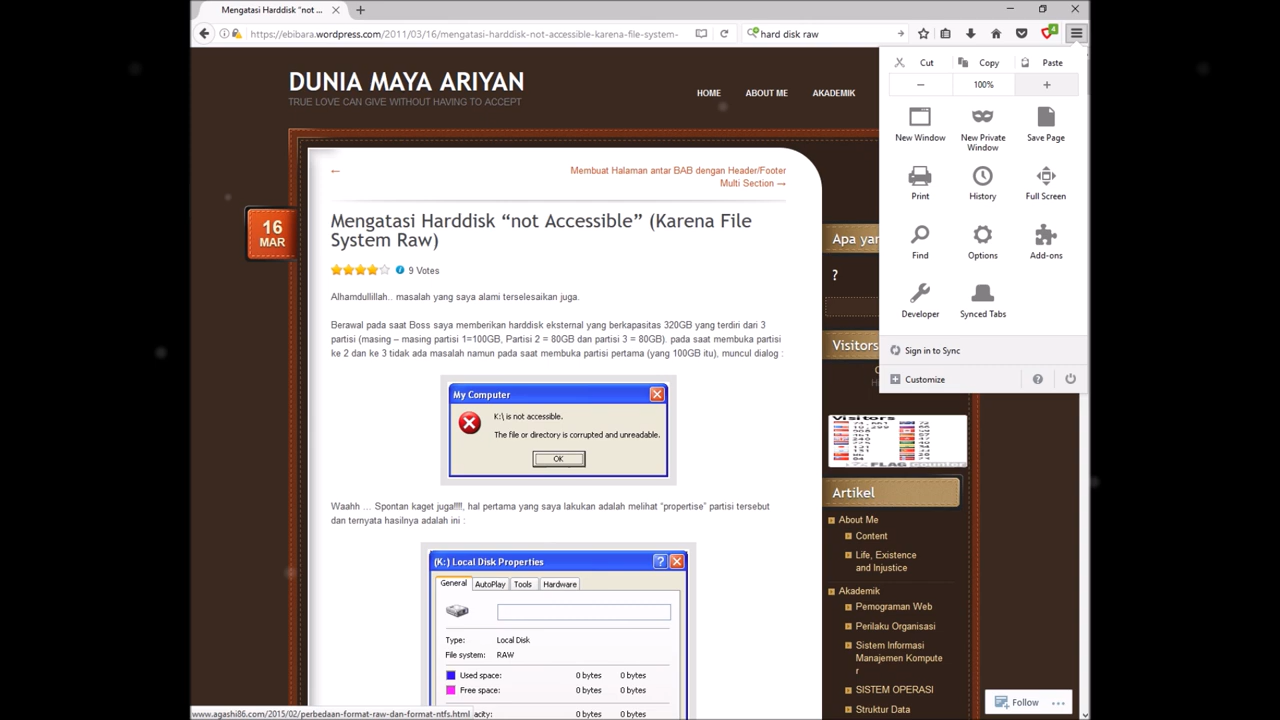 Mengatasi Harddisk "not ...
https://ebibara.wordpress.com/2011/03/16/mengatasi-harddisk-not-accessible-karena-file-system-
hard disk raw
4
Cut
Copy
Paste
100%
New Window
New Private
Window
Save Page
Print
History
Full Screen
Find
Options
Add-ons
Developer
Synced Tabs
Sign in to Sync
Customize
DUNIA MAYA ARIYAN
TRUE LOVE CAN GIVE WITHOUT HAVING TO ACCEPT
HOME
ABOUT ME
AKADEMIK
16
MAR
←
Membuat Halaman antar BAB dengan Header/Footer
Multi Section →
Mengatasi Harddisk “not Accessible” (Karena File
System Raw)
9 Votes
Alhamdullillah.. masalah yang saya alami terselesaikan juga.
Berawal pada saat Boss saya memberikan harddisk eksternal yang berkapasitas 320GB yang terdiri dari 3
partisi (masing – masing partisi 1=100GB, Partisi 2 = 80GB dan partisi 3 = 80GB). pada saat membuka partisi
ke 2 dan ke 3 tidak ada masalah namun pada saat membuka partisi pertama (yang 100GB itu), muncul dialog :
My Computer
K:\ is not accessible.
The file or directory is corrupted and unreadable.
OK
Waahh ... Spontan kaget juga!!!!, hal pertama yang saya lakukan adalah melihat “propertise” partisi tersebut
dan ternyata hasilnya adalah ini :
(K:) Local Disk Properties
General
AutoPlay
Tools
Hardware
Type:
Local Disk
File system:
RAW
Used space:
0 bytes
0 bytes
Free space:
0 bytes
0 bytes
0 bytes
0 bytes
Apa yan
?
Visitors
Visitors
FLAG counter
Artikel
About Me
Content
Life, Existence
and Injustice
Akademik
Pemograman Web
Perilaku Organisasi
Sistem Informasi
Manajemen Kompute
r
SISTEM OPERASI
Struktur Data
Follow
www.agashi86.com/2015/02/perbedaan-format-raw-dan-format-ntfs.html